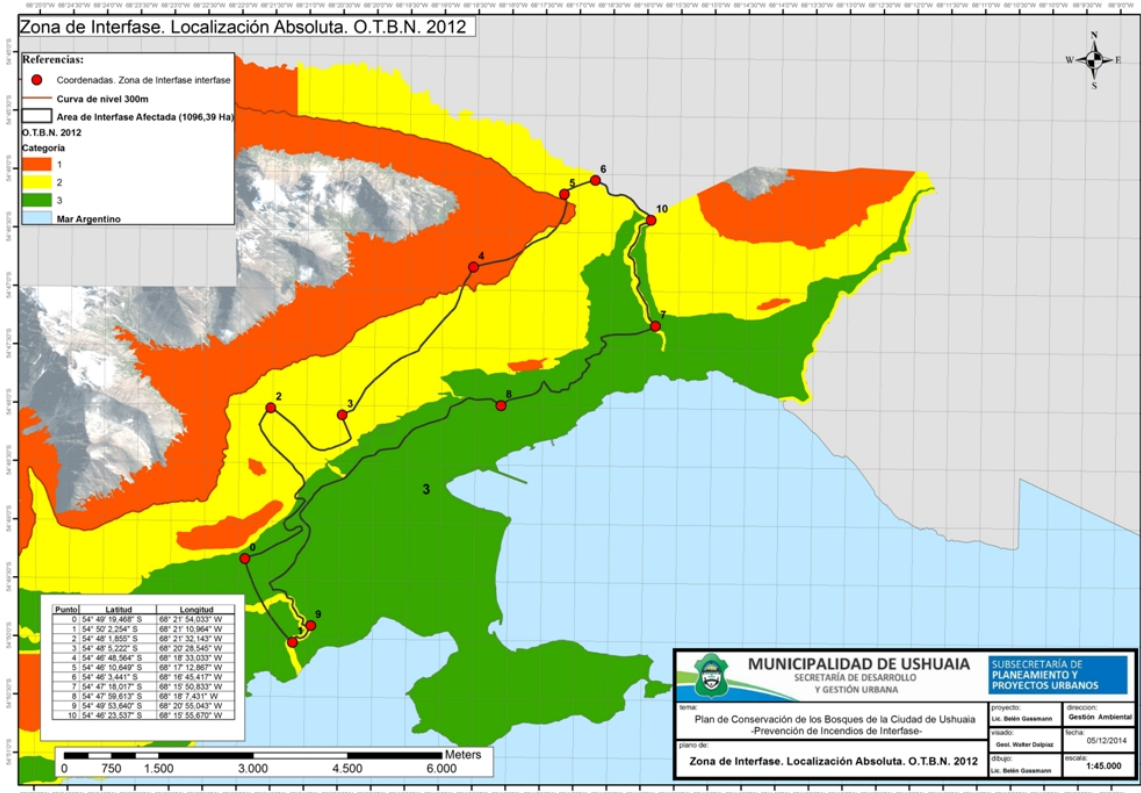 Zona de Interfase. Localización Absoluta. O.T.B.N. 2012
Referencias:
Coordenadas. Zona de Interfase interfase
Curva de nivel 300m
Area de Interfase Afectada (1096,39 Ha)
O.T.B.N. 2012
Categoría
1
2
3
Mar Argentino
N
W E
S
6
5
10
4
7
2
3
8
3
0
9
1
Punto Latitud Longitud
0 54° 49' 19,468" S 68° 21' 54,033" W
1 54° 50' 2,254" S 68° 21' 10,964" W
2 54° 48' 1,855" S 68° 21' 32,143" W
3 54° 48' 5,222" S 68° 20' 28,545" W
4 54° 46' 48,564" S 68° 18' 33,033" W
5 54° 46' 10,649" S 68° 17' 12,867" W
6 54° 46' 3,441" S 68° 16' 45,417" W
7 54° 47' 18,017" S 68° 15' 50,833" W
8 54° 47' 59,613" S 68° 18' 7,431" W
9 54° 49' 53,640" S 68° 20' 55,043" W
10 54° 46' 23,537" S 68° 15' 55,670" W
Meters
0 750 1.500 3.000 4.500 6.000
MUNICIPALIDAD DE USHUAIA
SECRETARÍA DE DESARROLLO
Y GESTIÓN URBANA
SUBSECRETARÍA DE
PLANEAMIENTO Y
PROYECTOS URBANOS
tema:
Plan de Conservación de los Bosques de la Ciudad de Ushuaia
-Prevención de Incendios de Interfase-
proyecto:
Lic. Belén Gussmann
direccion:
Gestión Ambiental
visado:
Geol. Walter Dalpiaz
fecha:
05/12/2014
plano de:
Zona de Interfase. Localización Absoluta. O.T.B.N. 2012
dibujo:
Lic. Belén Gussmann
escala:
1:45.000